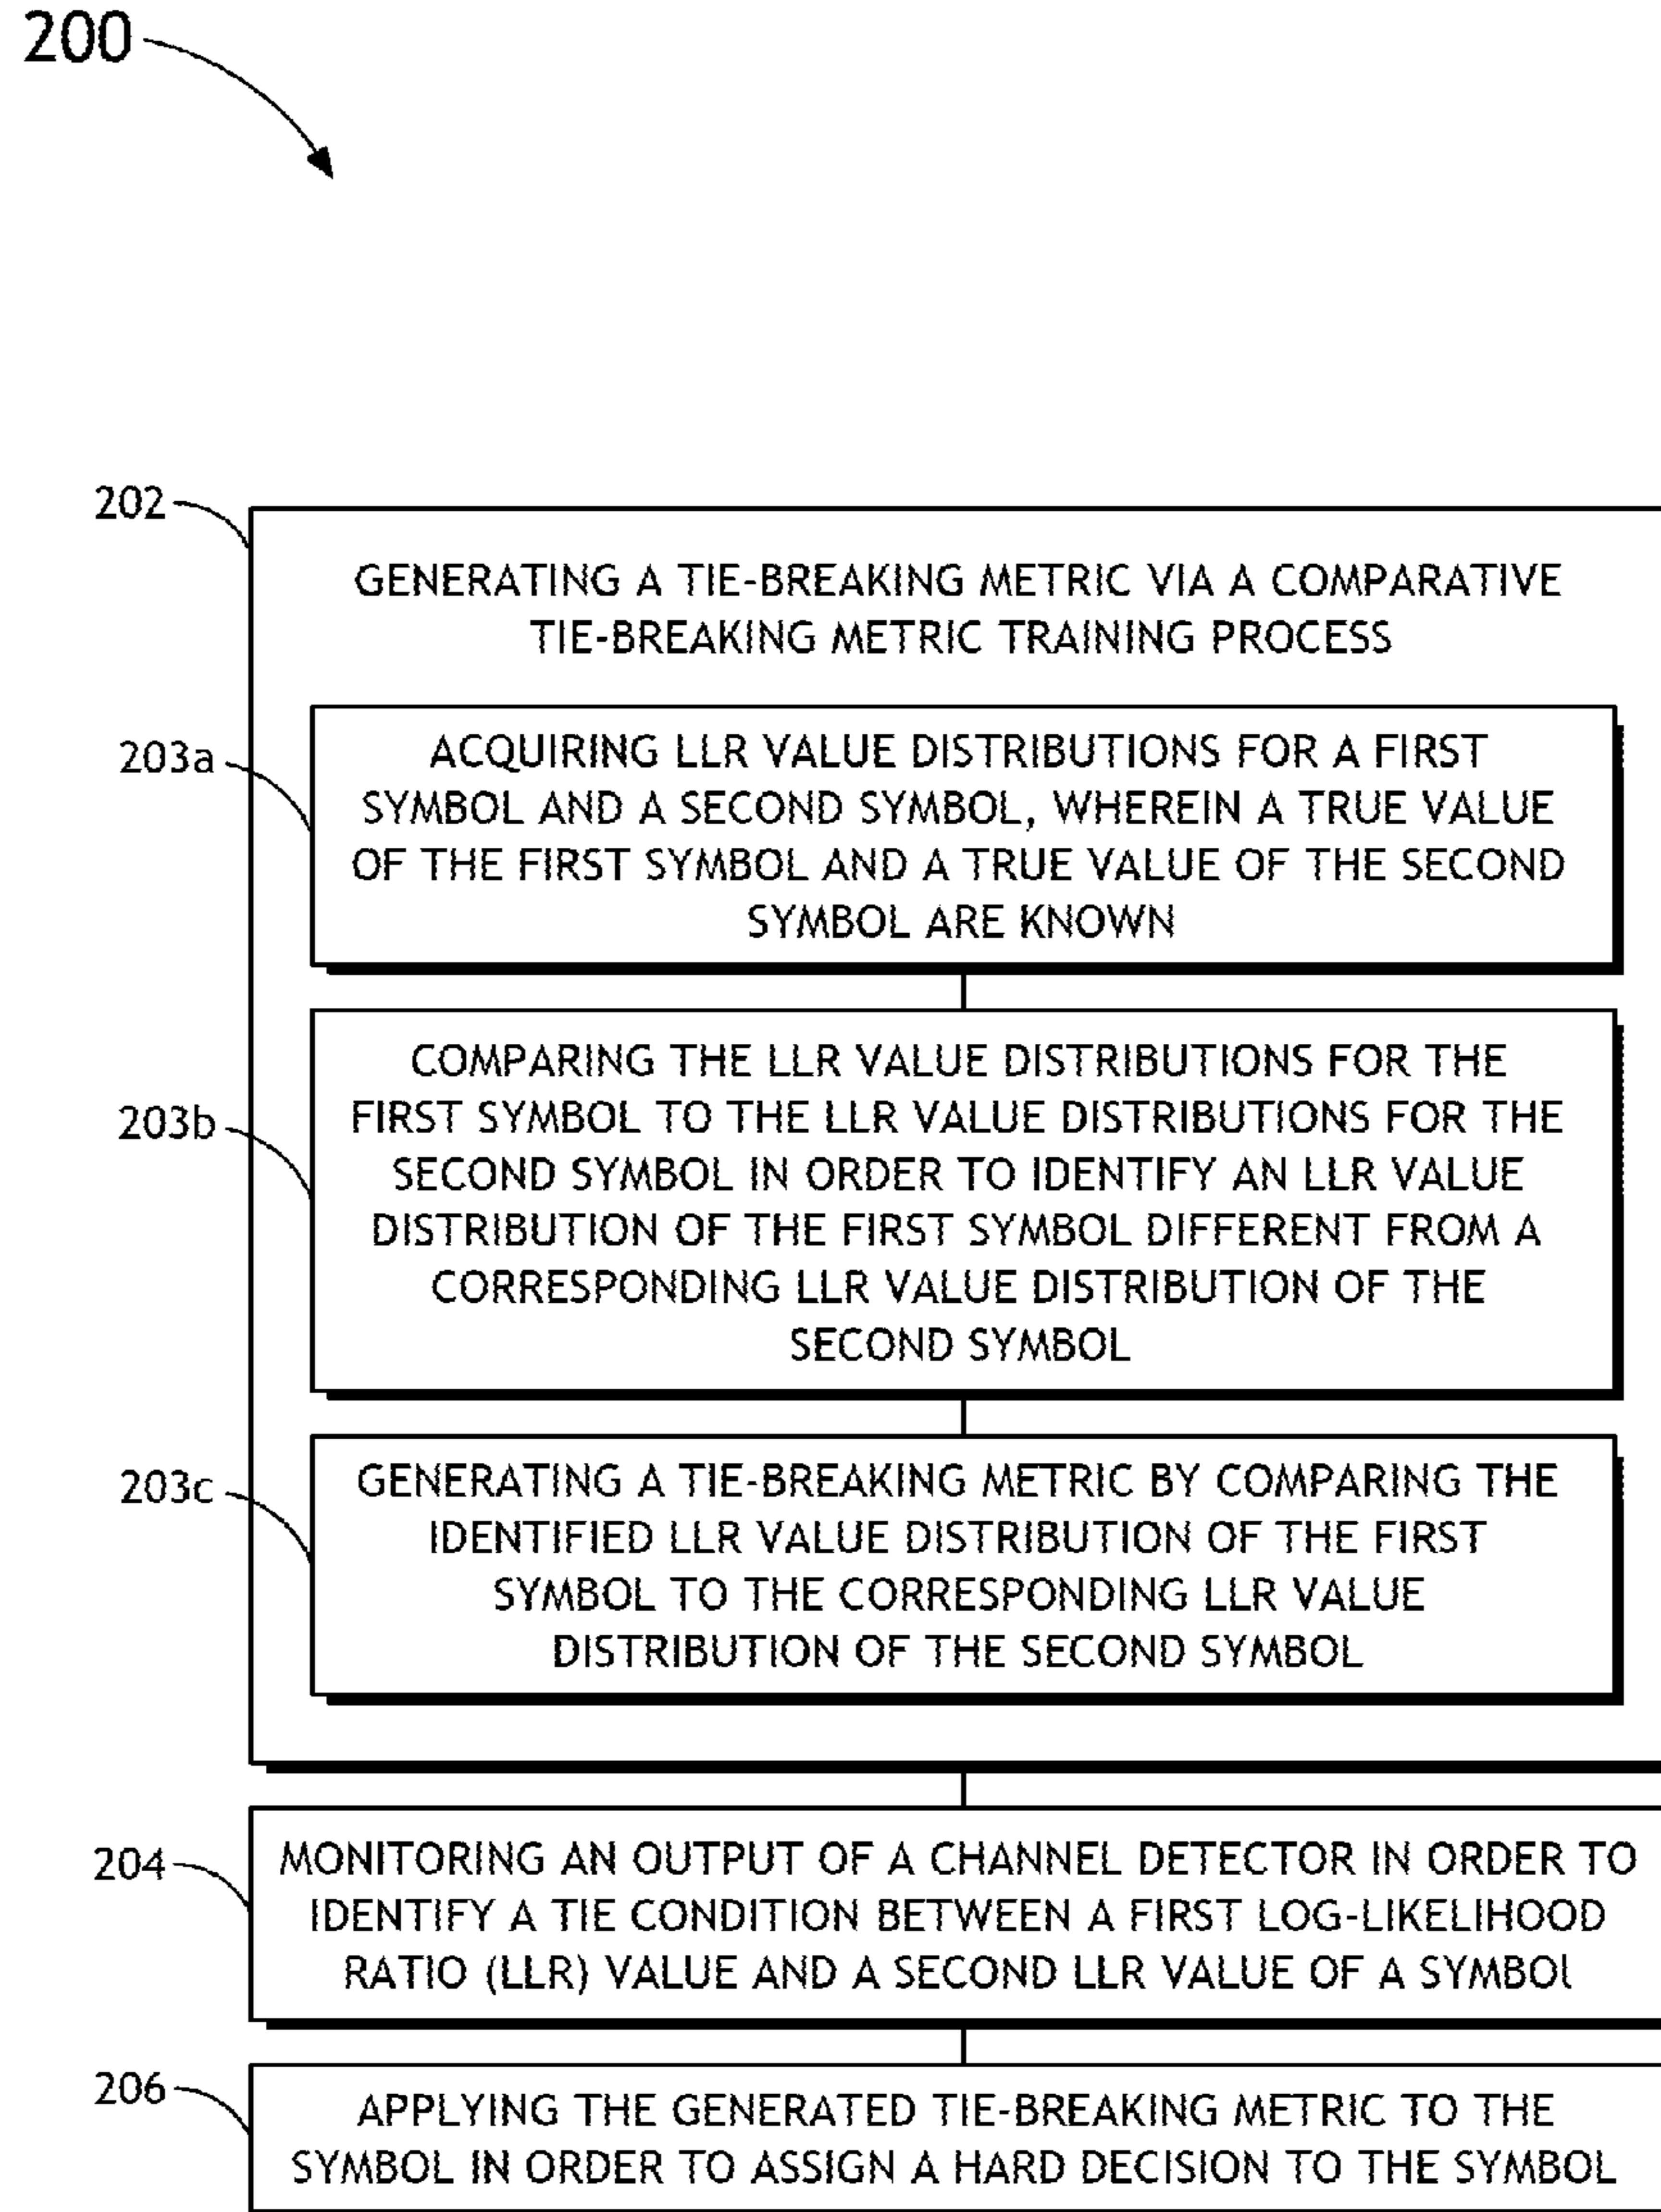 200
202
GENERATING A TIE-BREAKING METRIC VIA A COMPARATIVE
TIE-BREAKING METRIC TRAINING PROCESS
203a
ACQUIRING LLR VALUE DISTRIBUTIONS FOR A FIRST
SYMBOL AND A SECOND SYMBOL, WHEREIN A TRUE VALUE
OF THE FIRST SYMBOL AND A TRUE VALUE OF THE SECOND
SYMBOL ARE KNOWN
203b
COMPARING THE LLR VALUE DISTRIBUTIONS FOR THE
FIRST SYMBOL TO THE LLR VALUE DISTRIBUTIONS FOR THE
SECOND SYMBOL IN ORDER TO IDENTIFY AN LLR VALUE
DISTRIBUTION OF THE FIRST SYMBOL DIFFERENT FROM A
CORRESPONDING LLR VALUE DISTRIBUTION OF THE
SECOND SYMBOL
203c
GENERATING A TIE-BREAKING METRIC BY COMPARING THE
IDENTIFIED LLR VALUE DISTRIBUTION OF THE FIRST
SYMBOL TO THE CORRESPONDING LLR VALUE
DISTRIBUTION OF THE SECOND SYMBOL
204
MONITORING AN OUTPUT OF A CHANNEL DETECTOR IN ORDER TO
IDENTIFY A TIE CONDITION BETWEEN A FIRST LOG-LIKELIHOOD
RATIO (LLR) VALUE AND A SECOND LLR VALUE OF A SYMBOl
206
APPLYING THE GENERATED TIE-BREAKING METRIC TO THE
SYMBOL IN ORDER TO ASSIGN A HARD DECISION TO THE SYMBOL